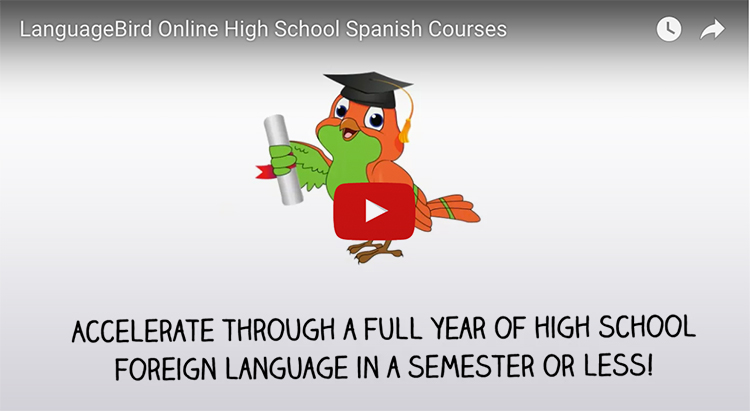 LanguageBird Online High School Spanish Courses
ACCELERATE THROUGH A FULL YEAR OF HIGH SCHOOL
FOREIGN LANGUAGE IN A SEMESTER OR LESS!